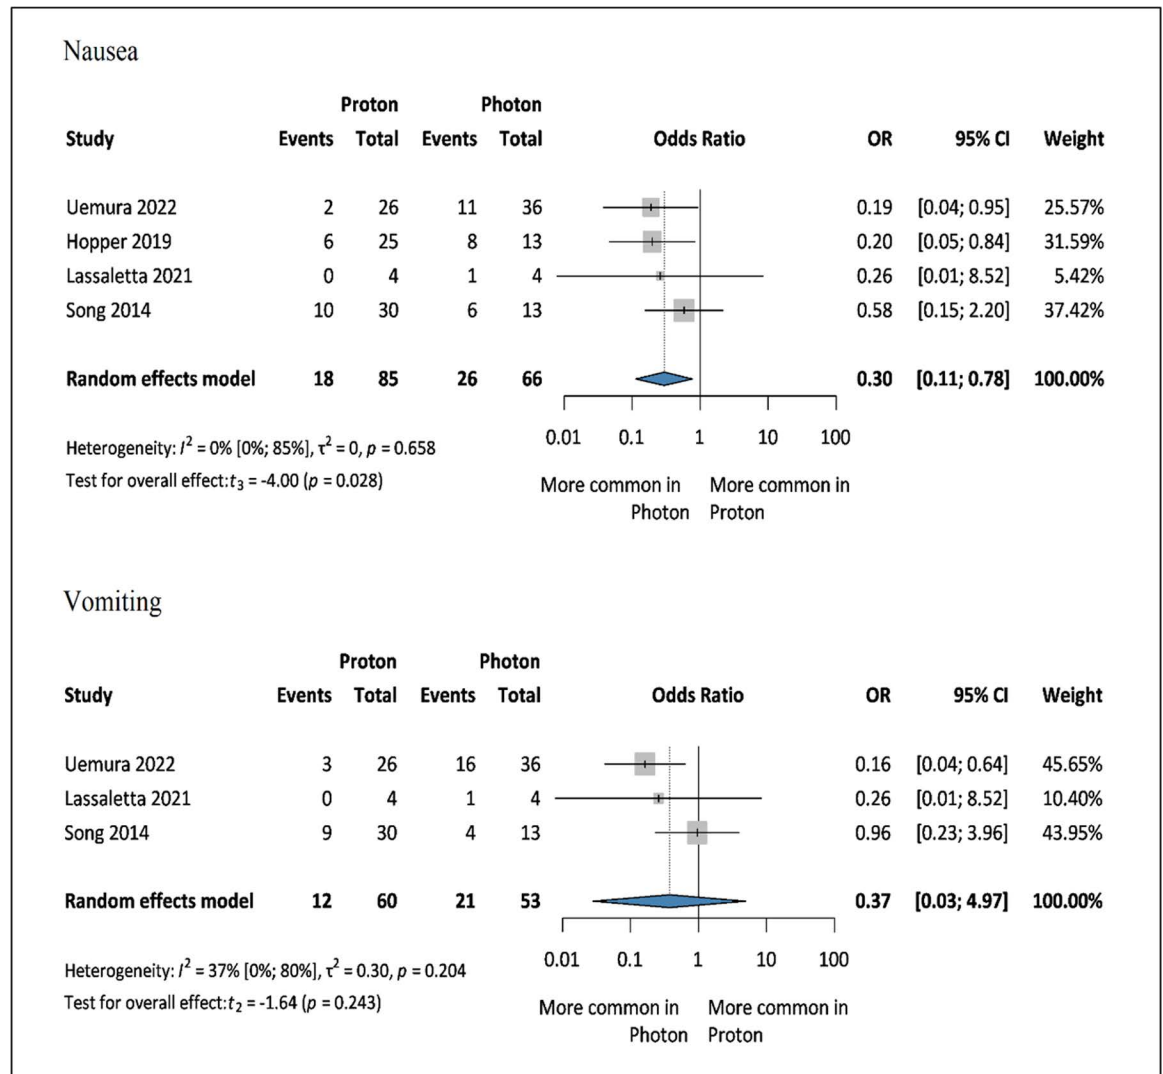 Nausea
Proton Photon
Study Events Total Events Total Odds Ratio OR 95% CI Weight
Uemura 2022 2 26 11 36 0.19 [0.04; 0.95] 25.57%
Hopper 2019 6 25 8 13 0.20 [0.05; 0.84] 31.59%
Lassaletta 2021 0 4 1 4 0.26 [0.01; 8.52] 5.42%
Song 2014 10 30 6 13 0.58 [0.15; 2.20] 37.42%
Random effects model 18 85 26 66 0.30 [0.11; 0.78] 100.00%
0.01 0.1 1 10 100
Heterogeneity: I² = 0% [0%; 85%], τ² = 0, p = 0.658
Test for overall effect: t₃ = -4.00 (p = 0.028)
More common in More common in
Photon Proton
Vomiting
Proton Photon
Study Events Total Events Total Odds Ratio OR 95% CI Weight
Uemura 2022 3 26 16 36 0.16 [0.04; 0.64] 45.65%
Lassaletta 2021 0 4 1 4 0.26 [0.01; 8.52] 10.40%
Song 2014 9 30 4 13 0.96 [0.23; 3.96] 43.95%
Random effects model 12 60 21 53 0.37 [0.03; 4.97] 100.00%
0.01 0.1 1 10 100
Heterogeneity: I² = 37% [0%; 80%], τ² = 0.30, p = 0.204
Test for overall effect: t₂ = -1.64 (p = 0.243)
More common in More common in
Photon Proton